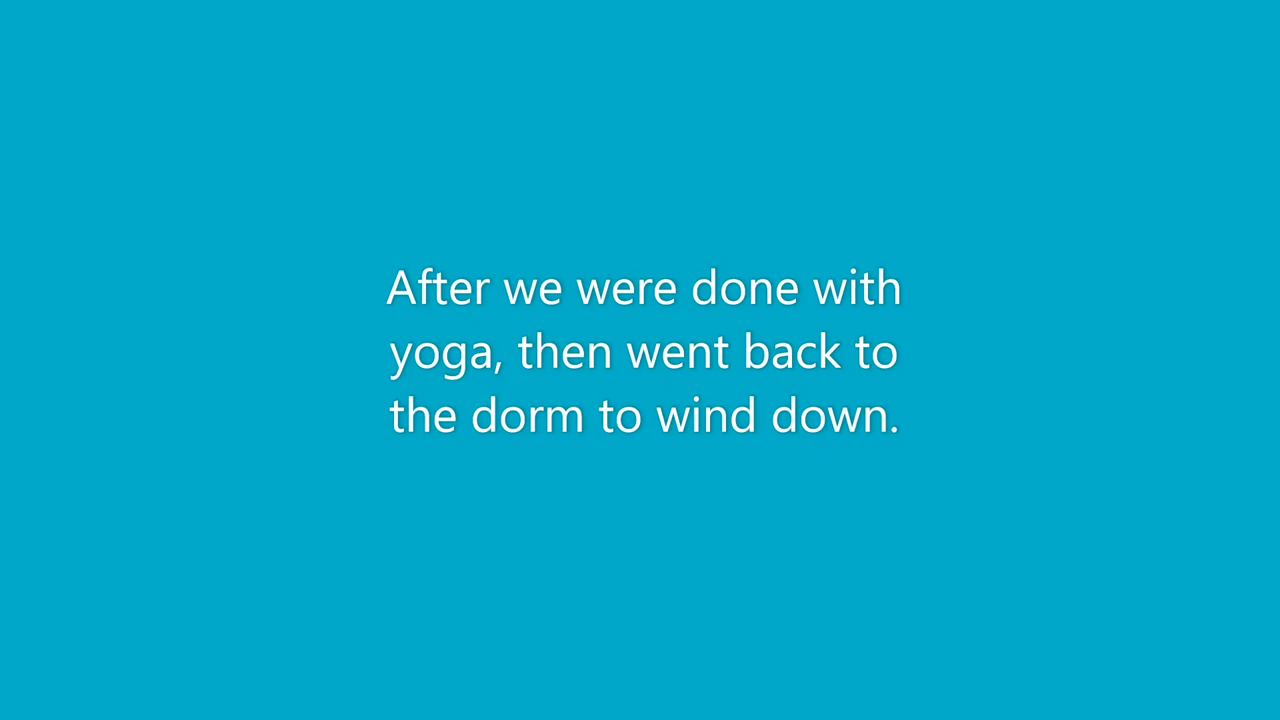 After we were done with
yoga, then went back to
the dorm to wind down.